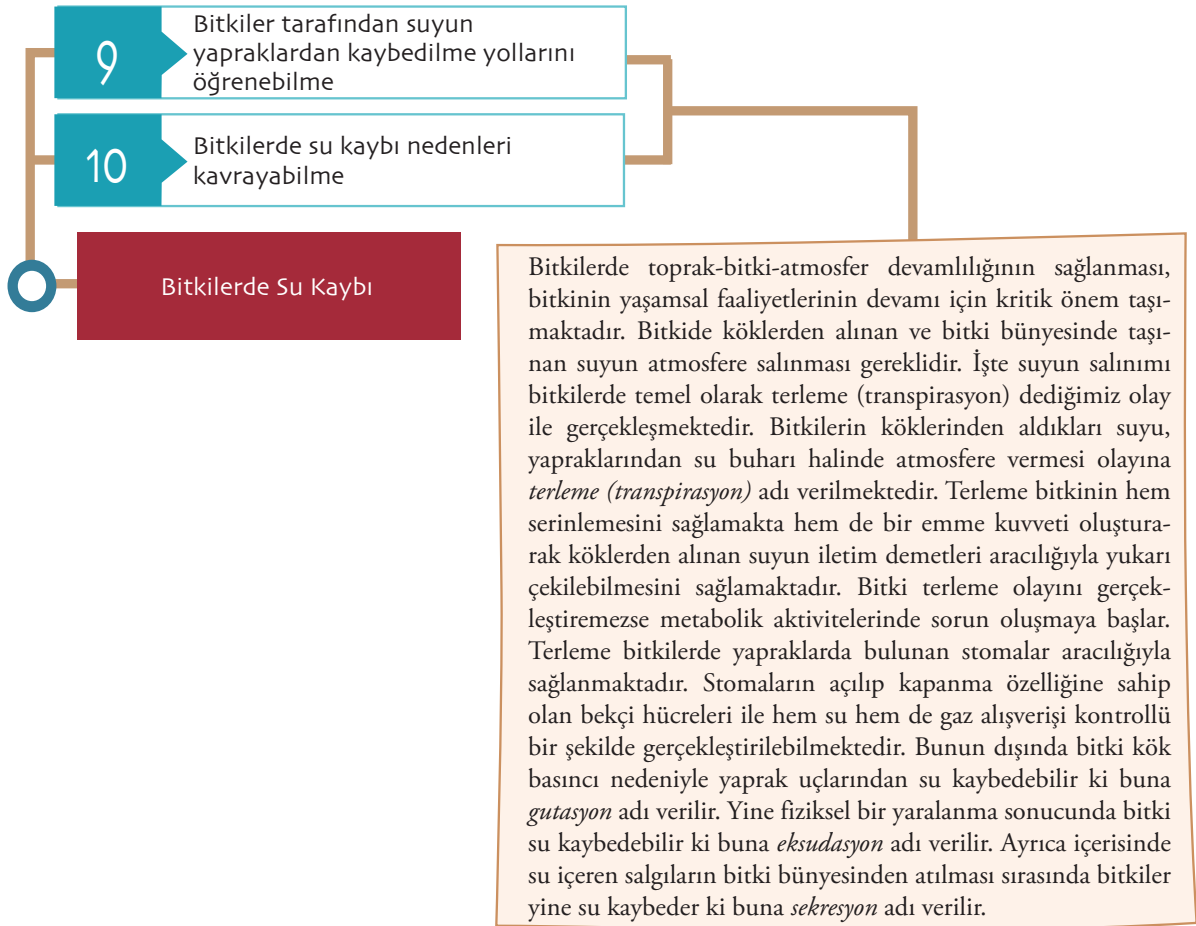 9
Bitkiler tarafından suyun
yapraklardan kaybedilme yollarını
öğrenebilme
10
Bitkilerde su kaybı nedenleri
kavrayabilme
Bitkilerde Su Kaybı
Bitkilerde toprak-bitki-atmosfer devamlılığının sağlanması,
bitkinin yaşamsal faaliyetlerinin devamı için kritik önem taşı-
maktadır. Bitkide köklerden alınan ve bitki bünyesinde taşı-
nan suyun atmosfere salınması gereklidir. İşte suyun salınımı
bitkilerde temel olarak terleme (transpirasyon) dediğimiz olay
ile gerçekleşmektedir. Bitkilerin köklerinden aldıkları suyu,
yapraklarından su buharı halinde atmosfere vermesi olayına
terleme (transpirasyon) adı verilmektedir. Terleme bitkinin hem
serinlemesini sağlamakta hem de bir emme kuvveti oluştura-
rak köklerden alınan suyun iletim demetleri aracılığıyla yukarı
çekilebilmesini sağlamaktadır. Bitki terleme olayını gerçek-
leştiremezse metabolik aktivitelerinde sorun oluşmaya başlar.
Terleme bitkilerde yapraklarda bulunan stomalar aracılığıyla
sağlanmaktadır. Stomaların açılıp kapanma özelliğine sahip
olan bekçi hücreleri ile hem su hem de gaz alışverişi kontrollü
bir şekilde gerçekleştirilebilmektedir. Bunun dışında bitki kök
basıncı nedeniyle yaprak uçlarından su kaybedebilir ki buna
gutasyon adı verilir. Yine fiziksel bir yaralanma sonucunda bitki
su kaybedebilir ki buna eksudasyon adı verilir. Ayrıca içerisinde
su içeren salgıların bitki bünyesinden atılması sırasında bitkiler
yine su kaybeder ki buna sekresyon adı verilir.